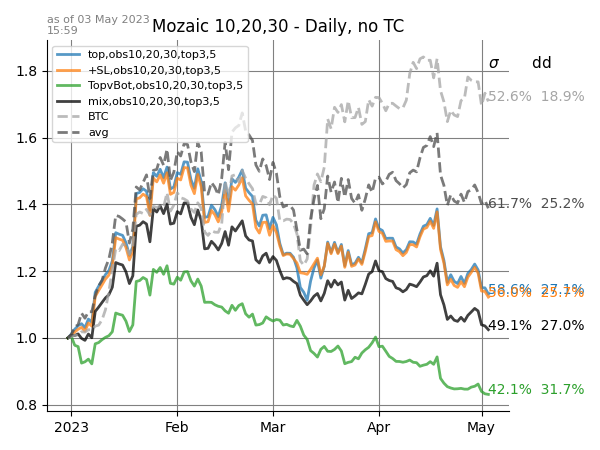 as of 03 May 2023
15:59
Mozaic 10,20,30 - Daily, no TC
top,obs10,20,30,top3,5
+SL,obs10,20,30,top3,5
TopvBot,obs10,20,30,top3,5
mix,obs10,20,30,top3,5
BTC
avg
σ dd
52.6% 18.9%
61.7% 25.2%
49.1% 27.0%
42.1% 31.7%
1.8
1.6
1.4
1.2
1.0
0.8
2023 Feb Mar Apr May